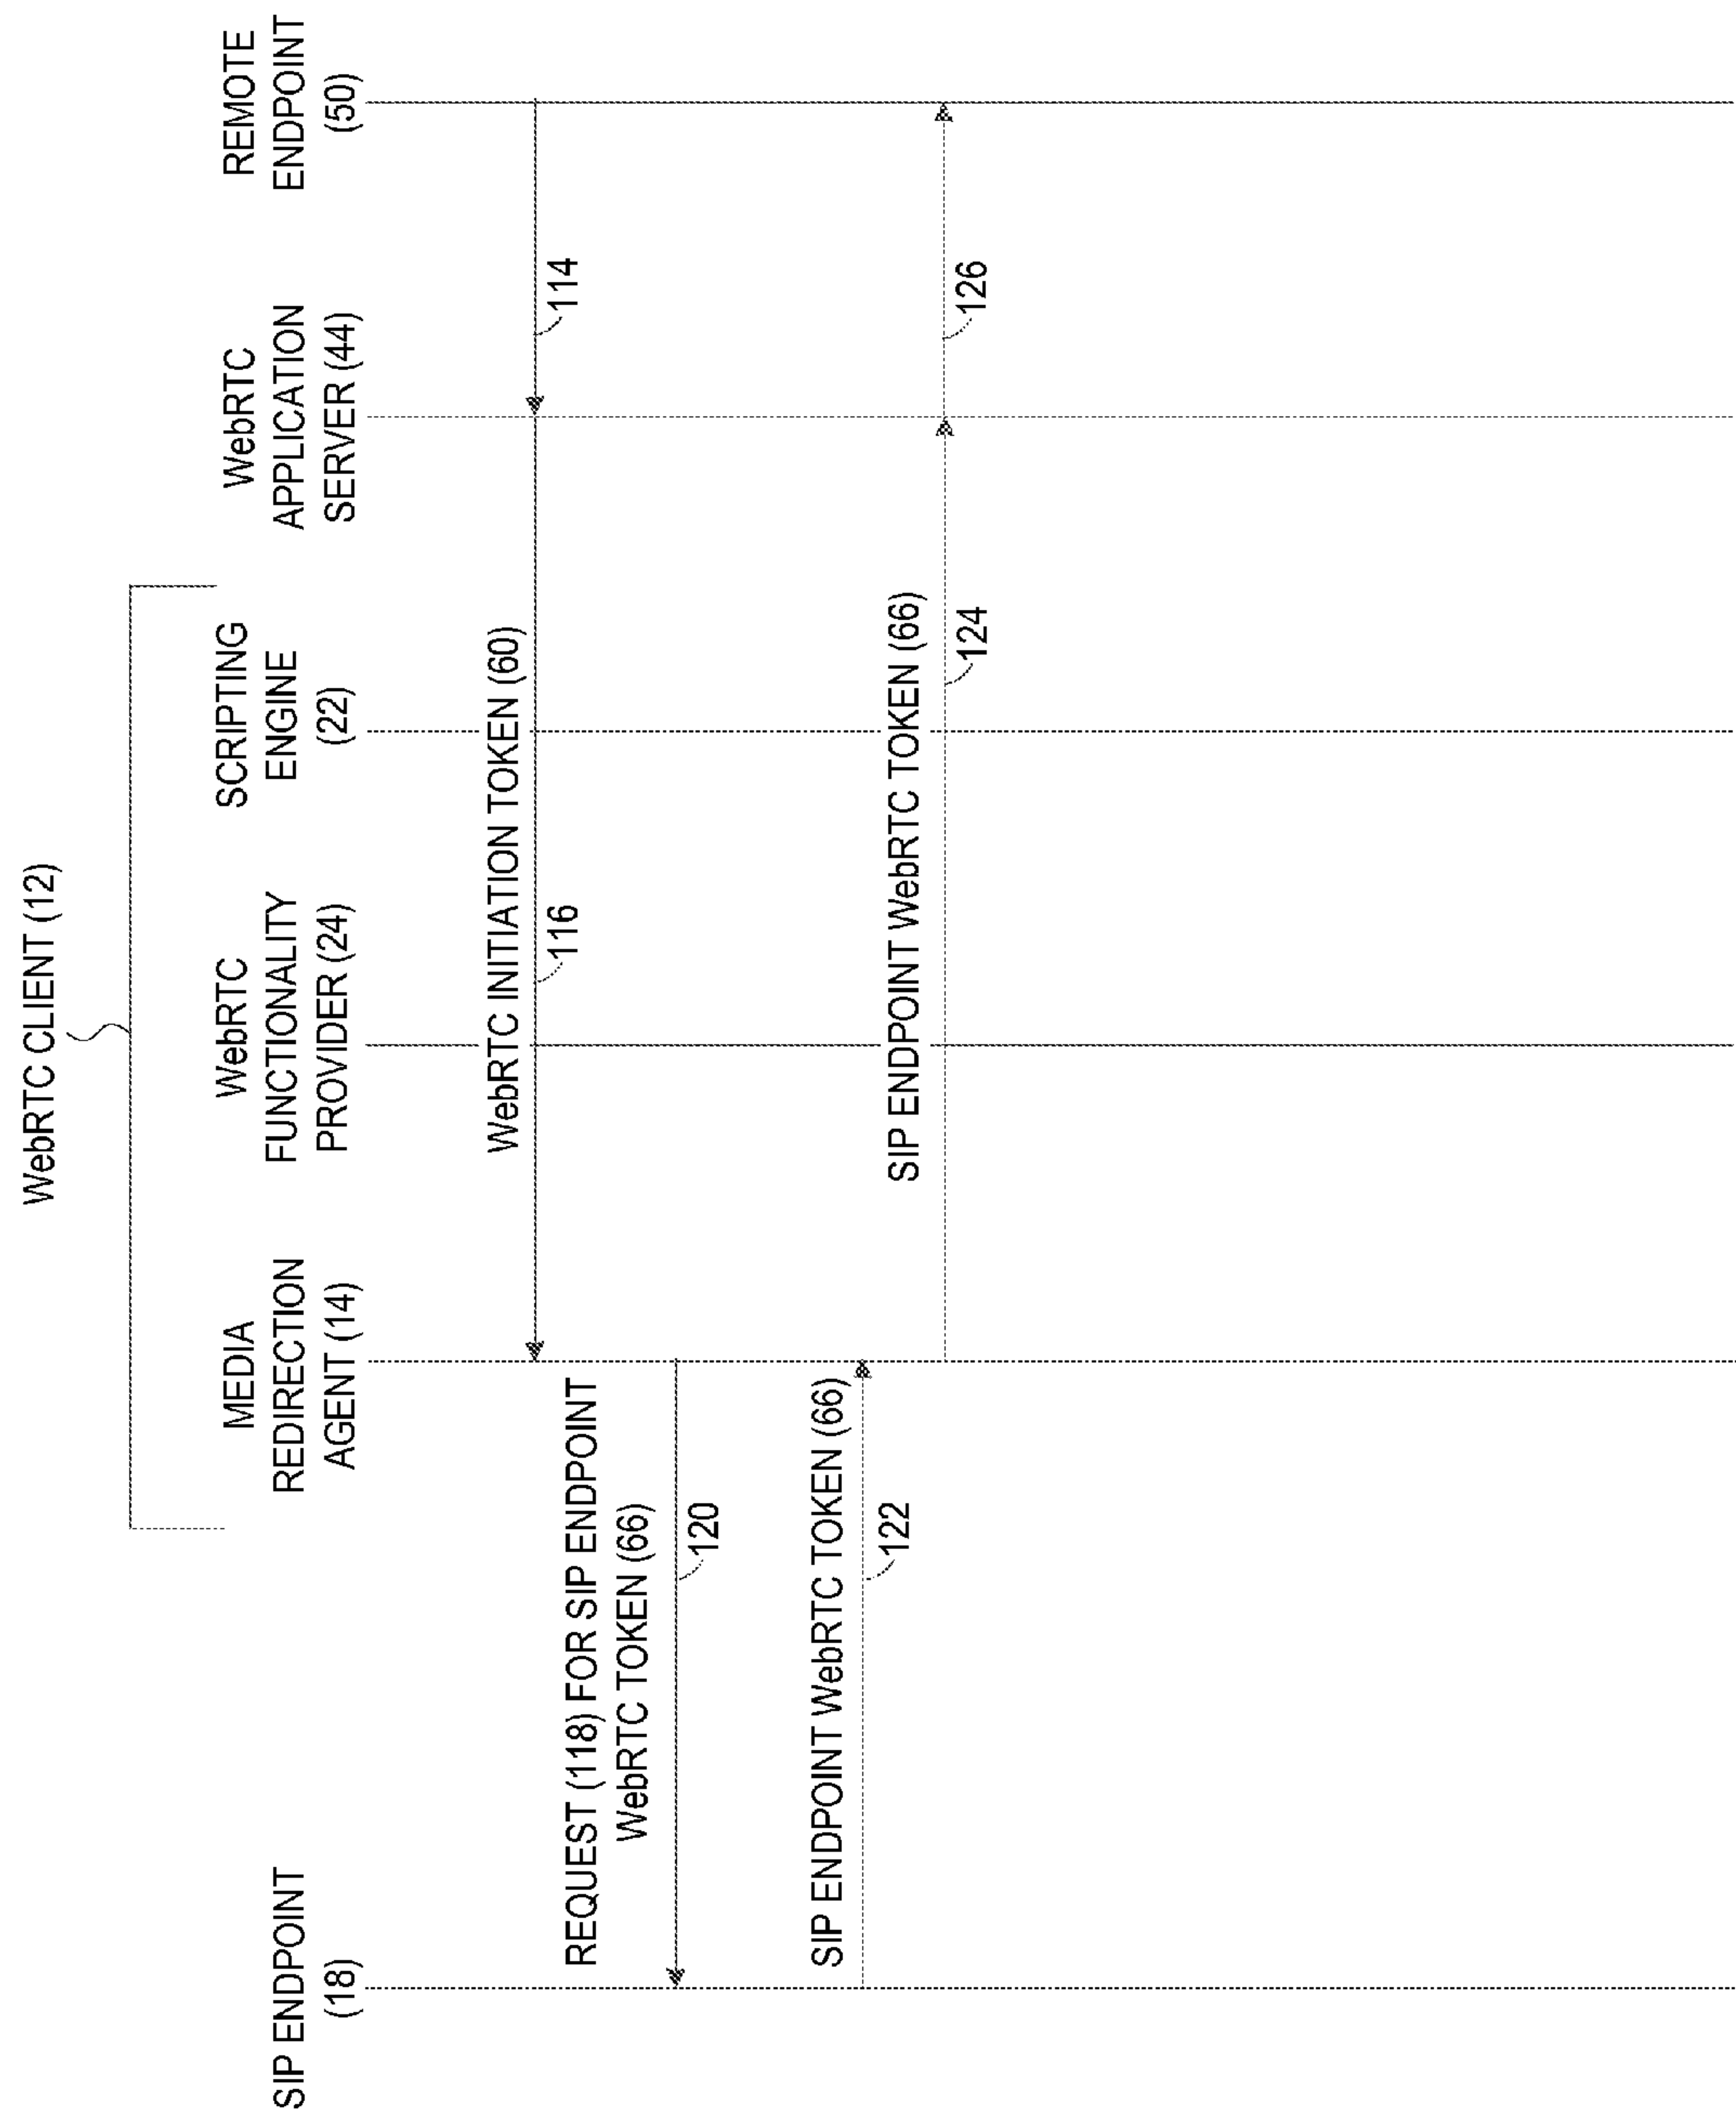 WebRTC CLIENT (12)
SIP ENDPOINT
(18)
MEDIA
REDIRECTION
AGENT (14)
WebRTC
FUNCTIONALITY
PROVIDER (24)
SCRIPTING
ENGINE
(22)
WebRTC
APPLICATION
SERVER (44)
REMOTE
ENDPOINT
(50)
WebRTC INITIATION TOKEN (60)
116
114
REQUEST (118) FOR SIP ENDPOINT
WebRTC TOKEN (66)
120
SIP ENDPOINT WebRTC TOKEN (66)
122
SIP ENDPOINT WebRTC TOKEN (66)
124
126